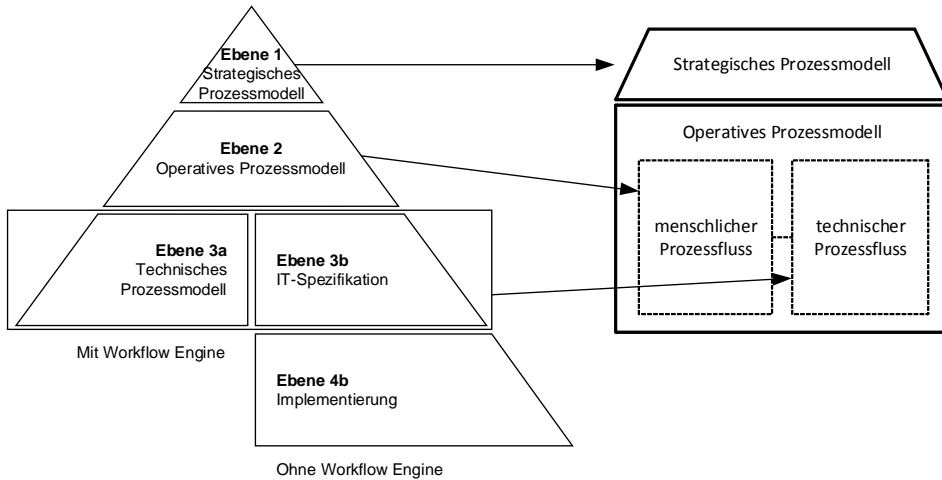 Ebene 1
Strategisches
Prozessmodell
Ebene 2
Operatives Prozessmodell
Ebene 3a
Technisches
Prozessmodell
Ebene 3b
IT-Spezifikation
Mit Workflow Engine
Ebene 4b
Implementierung
Ohne Workflow Engine
Strategisches Prozessmodell
Operatives Prozessmodell
menschlicher
Prozessfluss
technischer
Prozessfluss